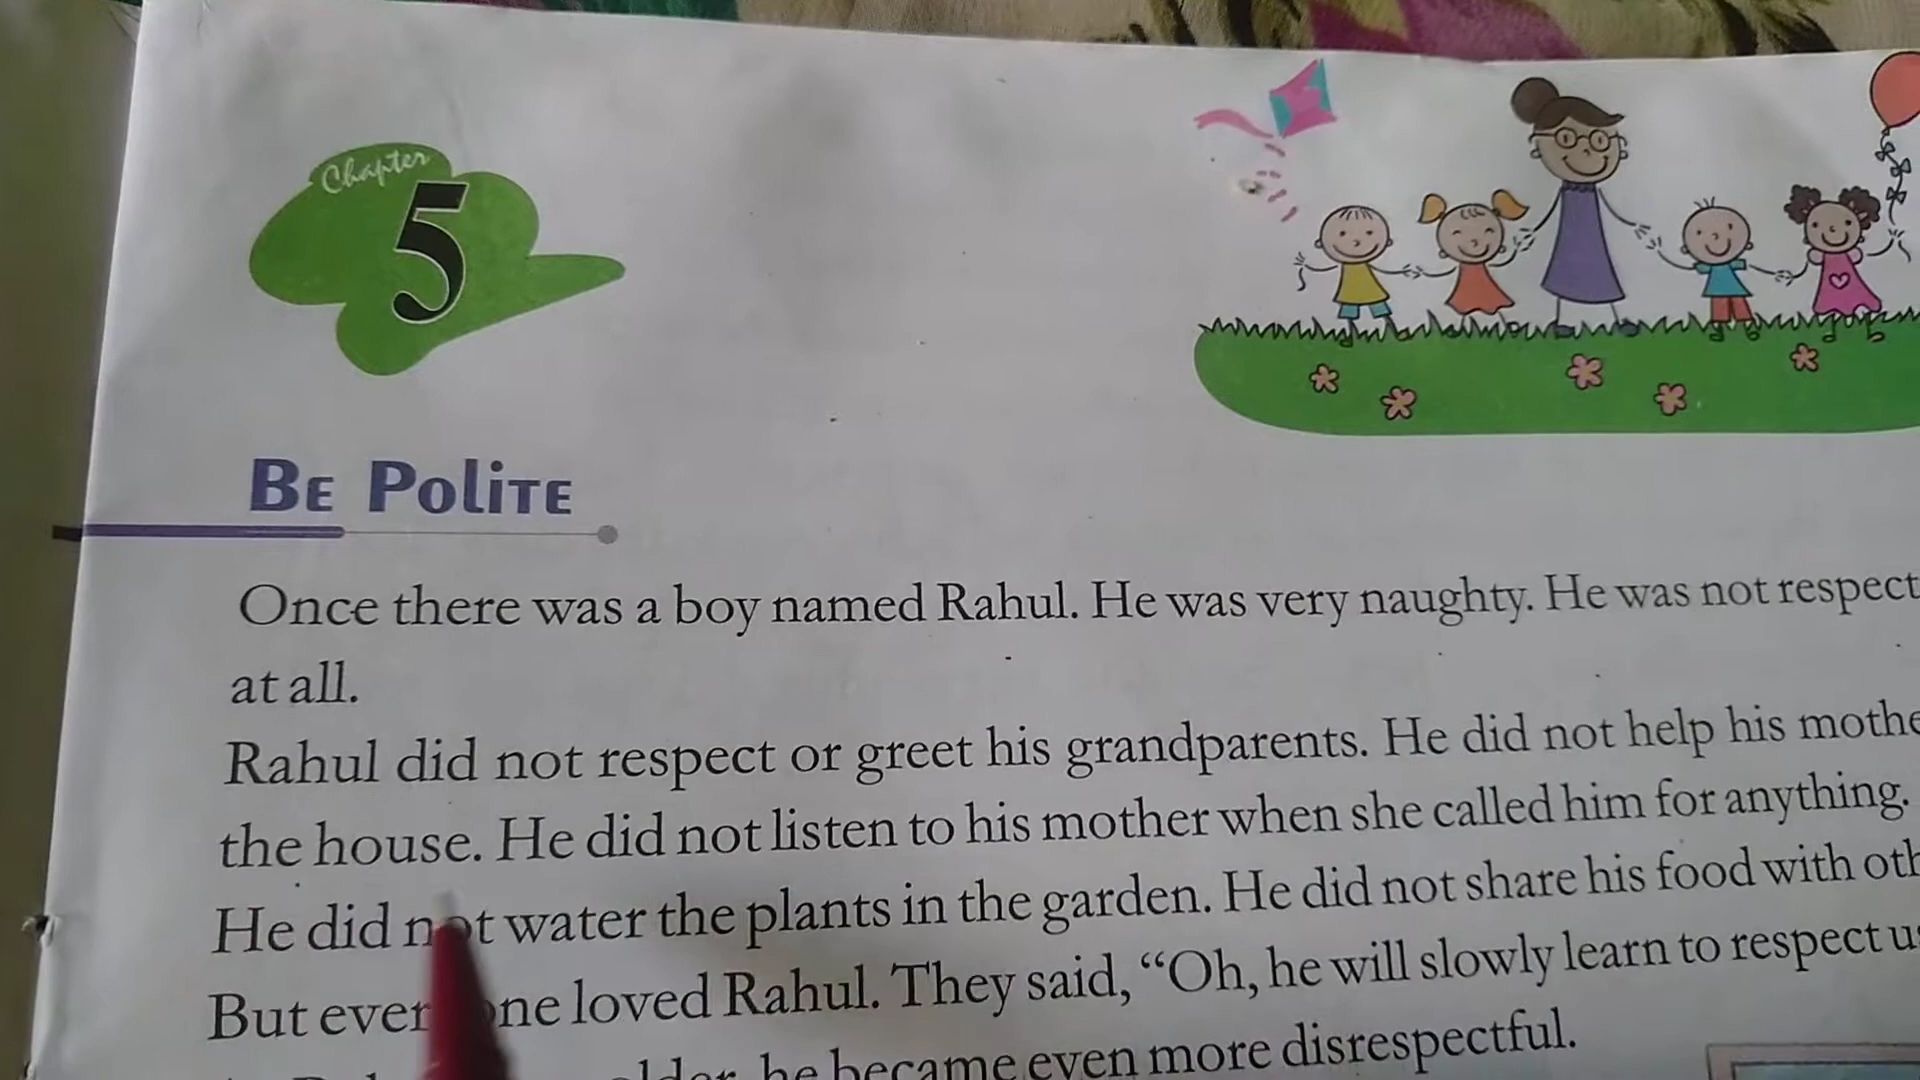 Chapter
5
BE POLITE
Once there was a boy named Rahul. He was very naughty. He was not respect
at all.
Rahul did not respect or greet his grandparents. He did not help his mothe
the house. He did not listen to his mother when she called him for anything.
He did not water the plants in the garden. He did not share his food with oth
But everyone loved Rahul. They said, “Oh, he will slowly learn to respect us
he became even more disrespectful.